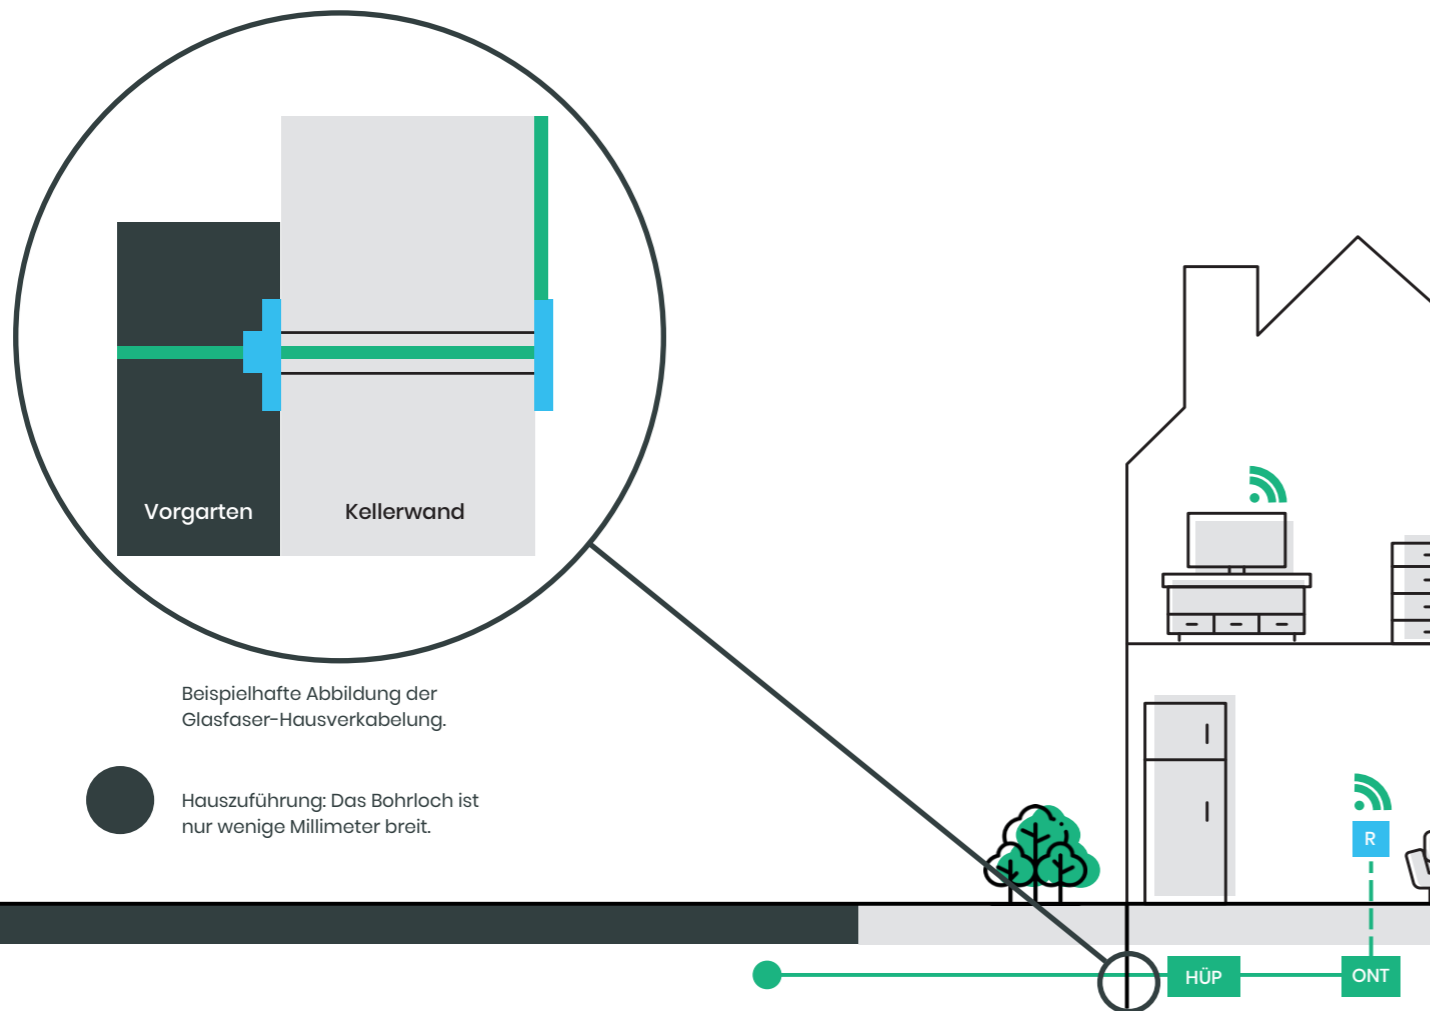 Vorgarten
Kellerwand
Beispielhafte Abbildung der
Glasfaser-Hausverkabelung.
Hauszuführung: Das Bohrloch ist
nur wenige Millimeter breit.
R
HÜP
ONT